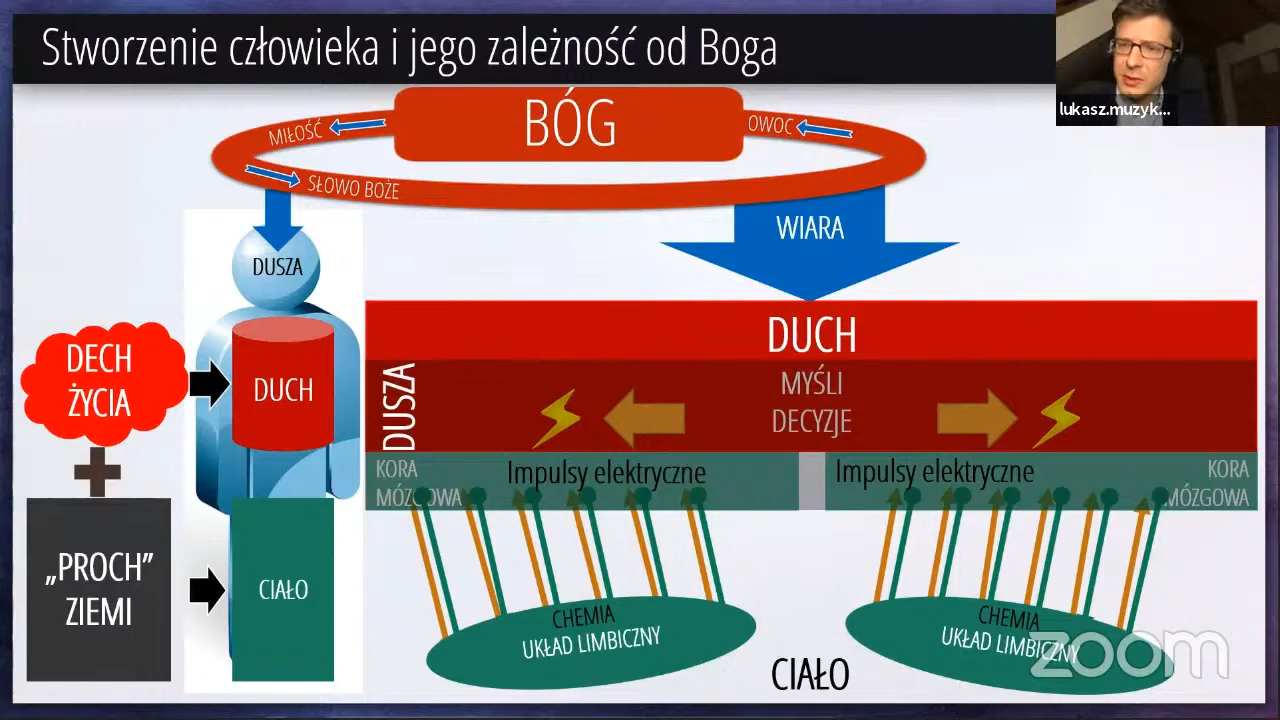 Stworzenie człowieka i jego zależność od Boga
lukasz.muzyk...
BÓG
MIŁOŚĆ
OWOC
SŁOWO BOŻE
WIARA
DUSZA
DECH
ŻYCIA
DUCH
DUCH
DUSZA
MYŚLI
DECYZJE
KORA
MÓZGOWA
Impulsy elektryczne
Impulsy elektryczne
KORA
MÓZGOWA
„PROCH”
ZIEMI
CIAŁO
CHEMIA
UKŁAD LIMBICZNY
CHEMIA
UKŁAD LIMBICZNY
CIAŁO
zoom